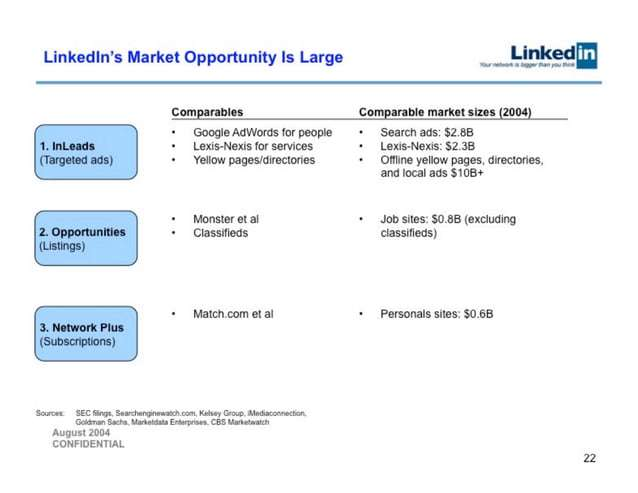 LinkedIn's Market Opportunity Is Large
Linkedin
Your network is bigger than you think
Comparables
Comparable market sizes (2004)
1. InLeads
(Targeted ads)
• Google AdWords for people
• Lexis-Nexis for services
• Yellow pages/directories
• Search ads: $2.8B
• Lexis-Nexis: $2.3B
• Offline yellow pages, directories,
and local ads $10B+
2. Opportunities
(Listings)
• Monster et al
• Classifieds
• Job sites: $0.8B (excluding
classifieds)
3. Network Plus
(Subscriptions)
• Match.com et al
• Personals sites: $0.6B
Sources: SEC filings, Searchenginewatch.com, Kelsey Group, iMediaconnection,
Goldman Sachs, Marketdata Enterprises, CBS Marketwatch
August 2004
CONFIDENTIAL
22